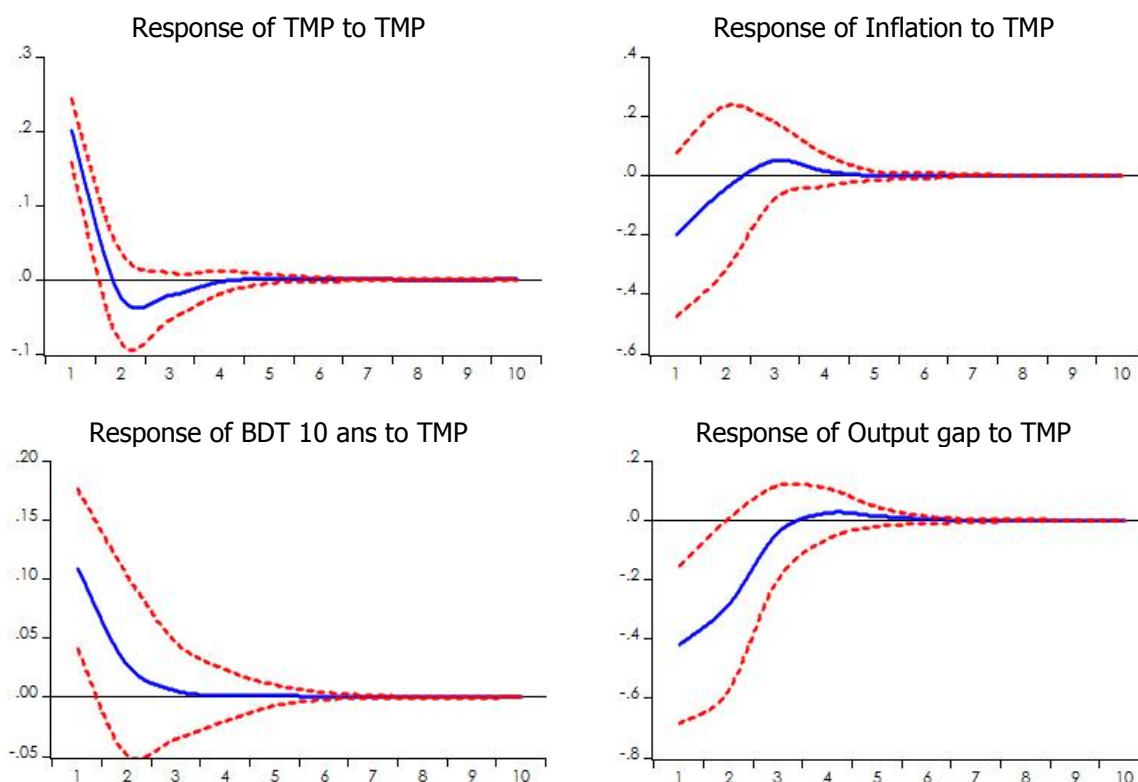 Response of TMP to TMP
.3
.2
.1
.0
-.1
1 2 3 4 5 6 7 8 9 10
Response of Inflation to TMP
.4
.2
.0
-.2
-.4
-.6
1 2 3 4 5 6 7 8 9 10
Response of BDT 10 ans to TMP
.20
.15
.10
.05
.00
-.05
1 2 3 4 5 6 7 8 9 10
Response of Output gap to TMP
.2
.0
-.2
-.4
-.6
-.8
1 2 3 4 5 6 7 8 9 10